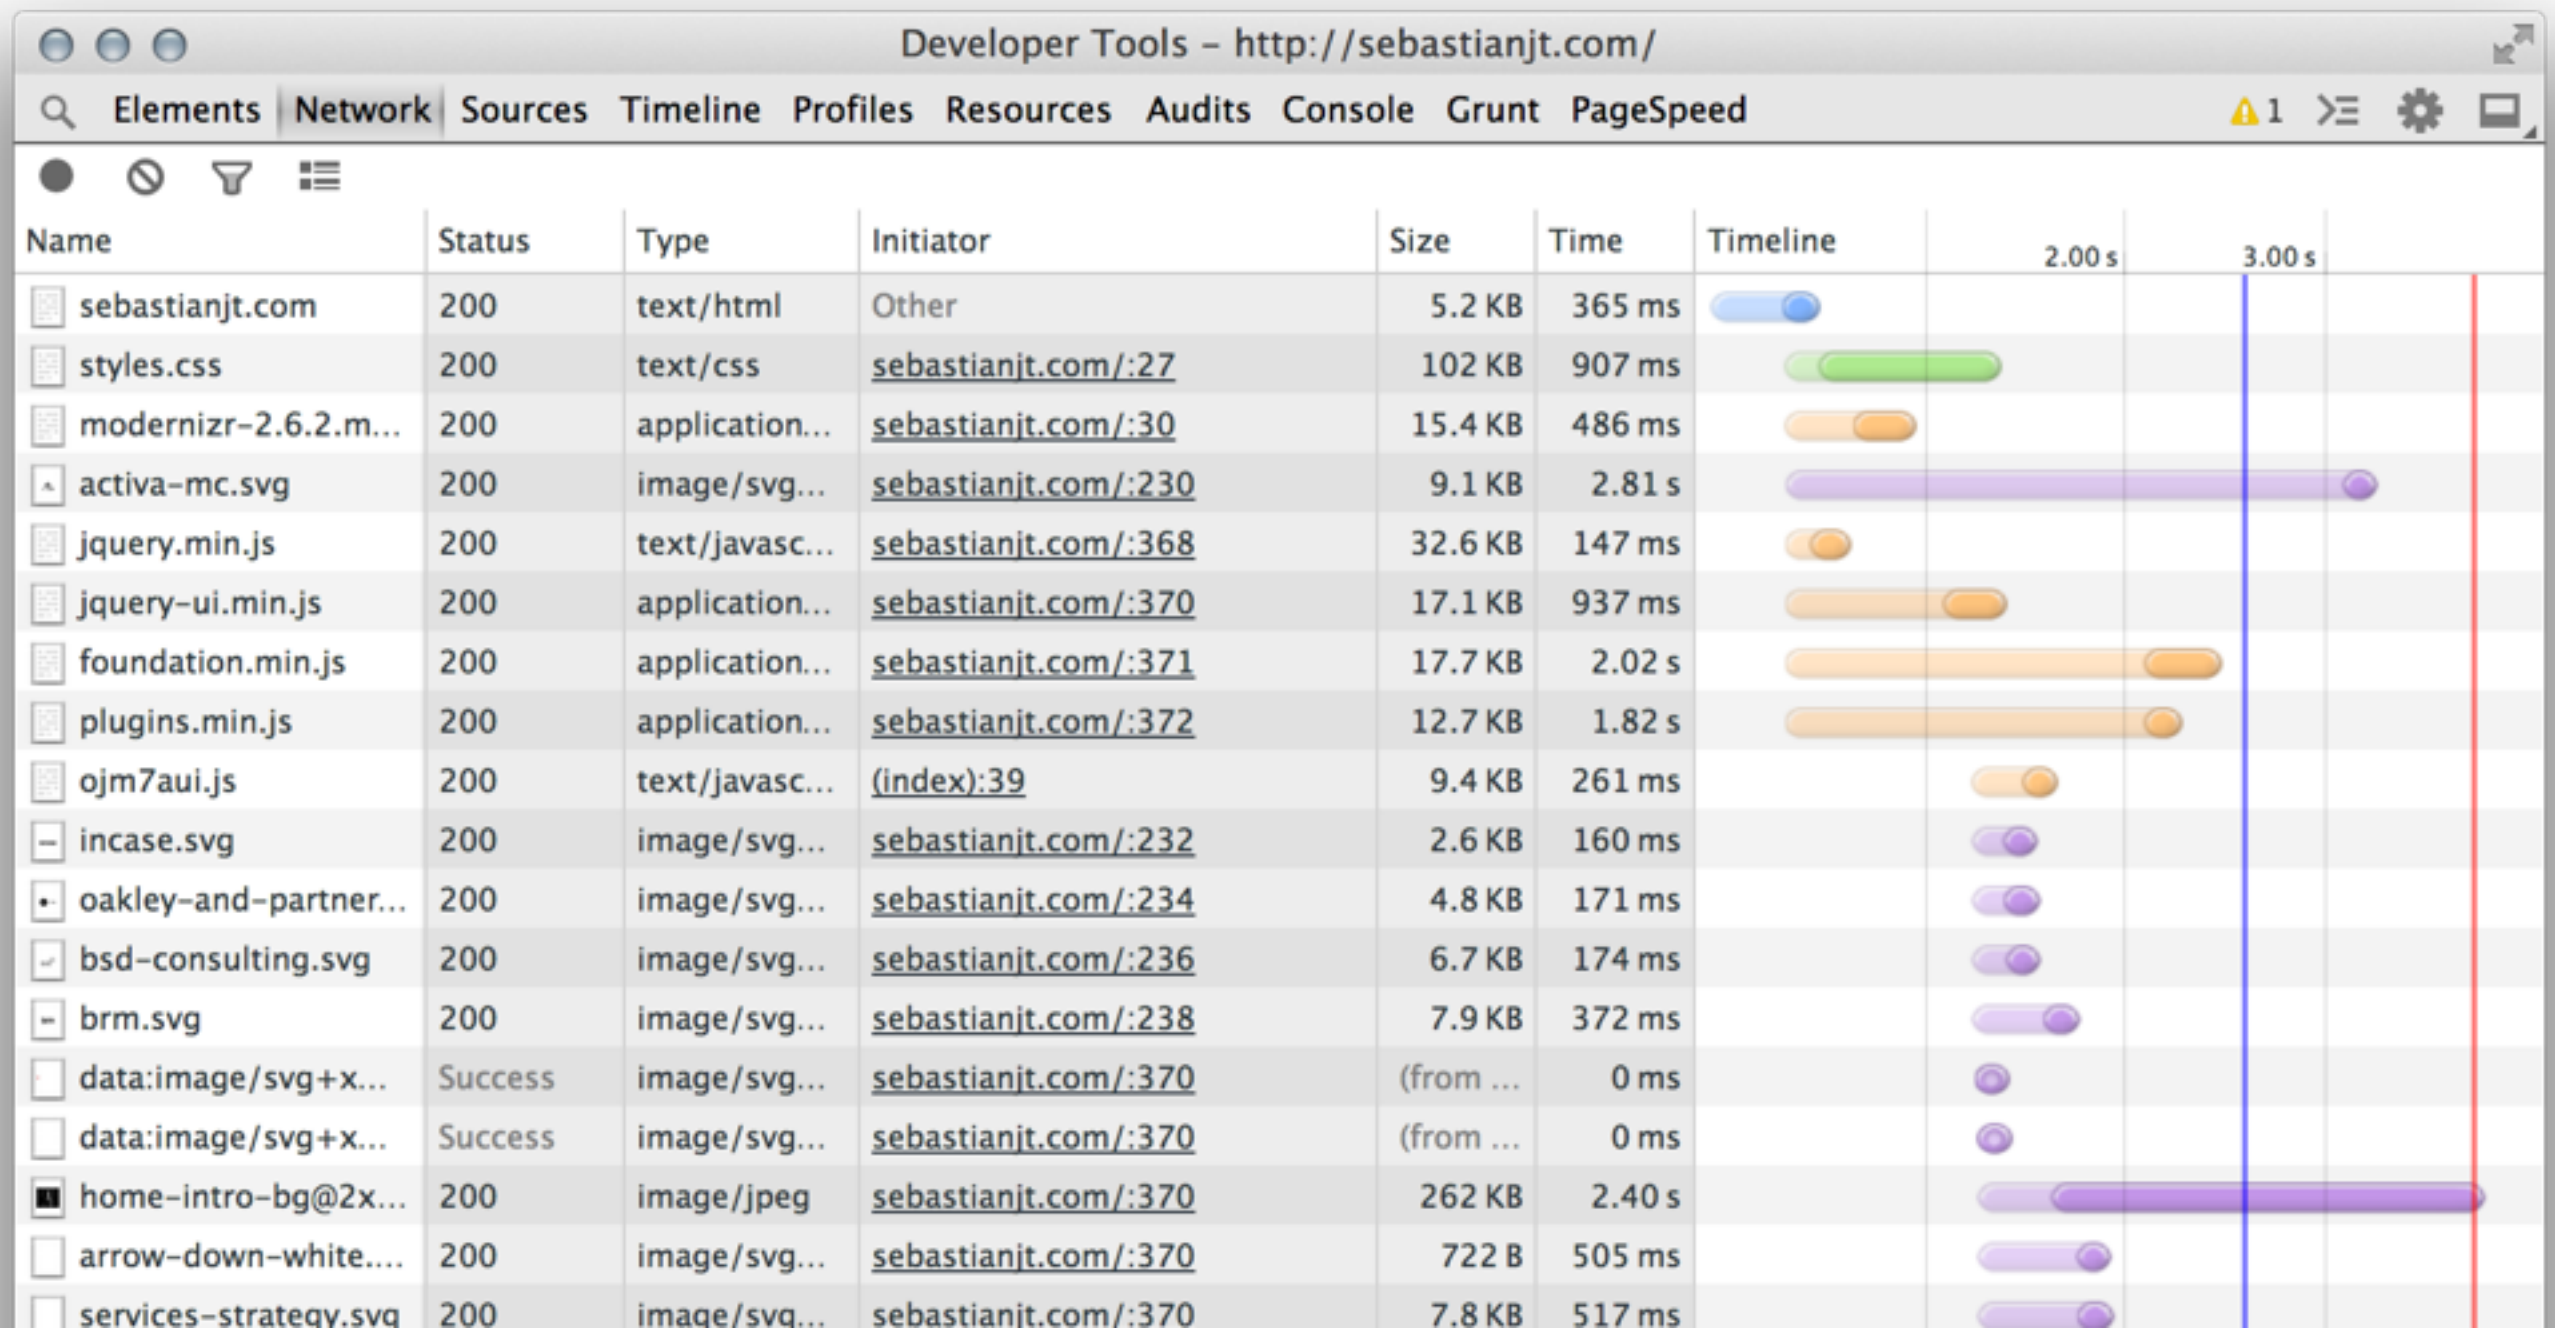 Developer Tools – http://sebastianjt.com/
Elements Network Sources Timeline Profiles Resources Audits Console Grunt PageSpeed 1
Name Status Type Initiator Size Time Timeline 2.00 s 3.00 s
sebastianjt.com 200 text/html Other 5.2 KB 365 ms
styles.css 200 text/css sebastianjt.com/:27 102 KB 907 ms
modernizr-2.6.2.m... 200 application... sebastianjt.com/:30 15.4 KB 486 ms
activa-mc.svg 200 image/svg... sebastianjt.com/:230 9.1 KB 2.81 s
jquery.min.js 200 text/javasc... sebastianjt.com/:368 32.6 KB 147 ms
jquery-ui.min.js 200 application... sebastianjt.com/:370 17.1 KB 937 ms
foundation.min.js 200 application... sebastianjt.com/:371 17.7 KB 2.02 s
plugins.min.js 200 application... sebastianjt.com/:372 12.7 KB 1.82 s
ojm7aui.js 200 text/javasc... (index):39 9.4 KB 261 ms
incase.svg 200 image/svg... sebastianjt.com/:232 2.6 KB 160 ms
oakley-and-partner... 200 image/svg... sebastianjt.com/:234 4.8 KB 171 ms
bsd-consulting.svg 200 image/svg... sebastianjt.com/:236 6.7 KB 174 ms
brm.svg 200 image/svg... sebastianjt.com/:238 7.9 KB 372 ms
data:image/svg+x... Success image/svg... sebastianjt.com/:370 (from ... 0 ms
data:image/svg+x... Success image/svg... sebastianjt.com/:370 (from ... 0 ms
home-intro-bg@2x... 200 image/jpeg sebastianjt.com/:370 262 KB 2.40 s
arrow-down-white.... 200 image/svg... sebastianjt.com/:370 722 B 505 ms
services-strategy.svg 200 image/svg... sebastianjt.com/:370 7.8 KB 517 ms